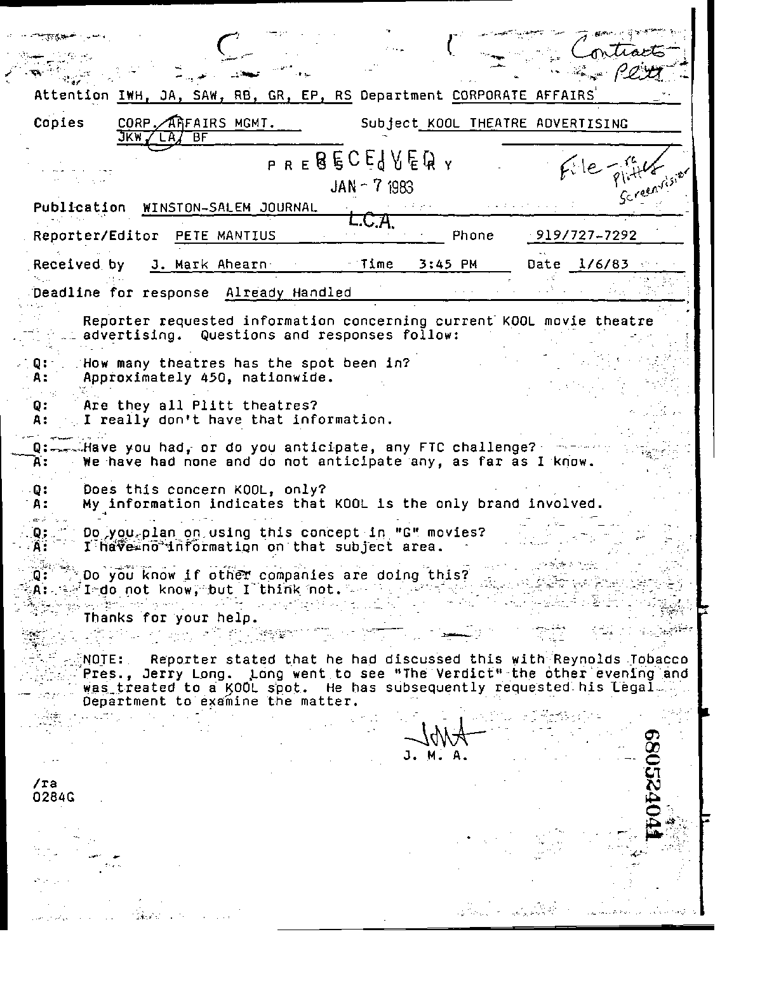 Contracts
Plitt
Attention IWH, JA, SAW, RB, GR, EP, RS Department CORPORATE AFFAIRS
Copies CORP. AFFAIRS MGMT. Subject KOOL THEATRE ADVERTISING
JKW, LA, BF
RECEIVED
JAN - 7 1983
L.C.A.
File - re
Plitt
Screenvision
Publication WINSTON-SALEM JOURNAL
Reporter/Editor PETE MANTIUS Phone 919/727-7292
Received by J. Mark Ahearn Time 3:45 PM Date 1/6/83
Deadline for response Already Handled
Reporter requested information concerning current KOOL movie theatre
advertising. Questions and responses follow:
Q: How many theatres has the spot been in?
A: Approximately 450, nationwide.
Q: Are they all Plitt theatres?
A: I really don't have that information.
Q: Have you had, or do you anticipate, any FTC challenge?
A: We have had none and do not anticipate any, as far as I know.
Q: Does this concern KOOL, only?
A: My information indicates that KOOL is the only brand involved.
Q: Do you plan on using this concept in "G" movies?
A: I have no information on that subject area.
Q: Do you know if other companies are doing this?
A: I do not know, but I think not.
Thanks for your help.
NOTE: Reporter stated that he had discussed this with Reynolds Tobacco
Pres., Jerry Long. Long went to see "The Verdict" the other evening and
was treated to a KOOL spot. He has subsequently requested his Legal
Department to examine the matter.
JMA
J. M. A.
/ra
0284G
680524041